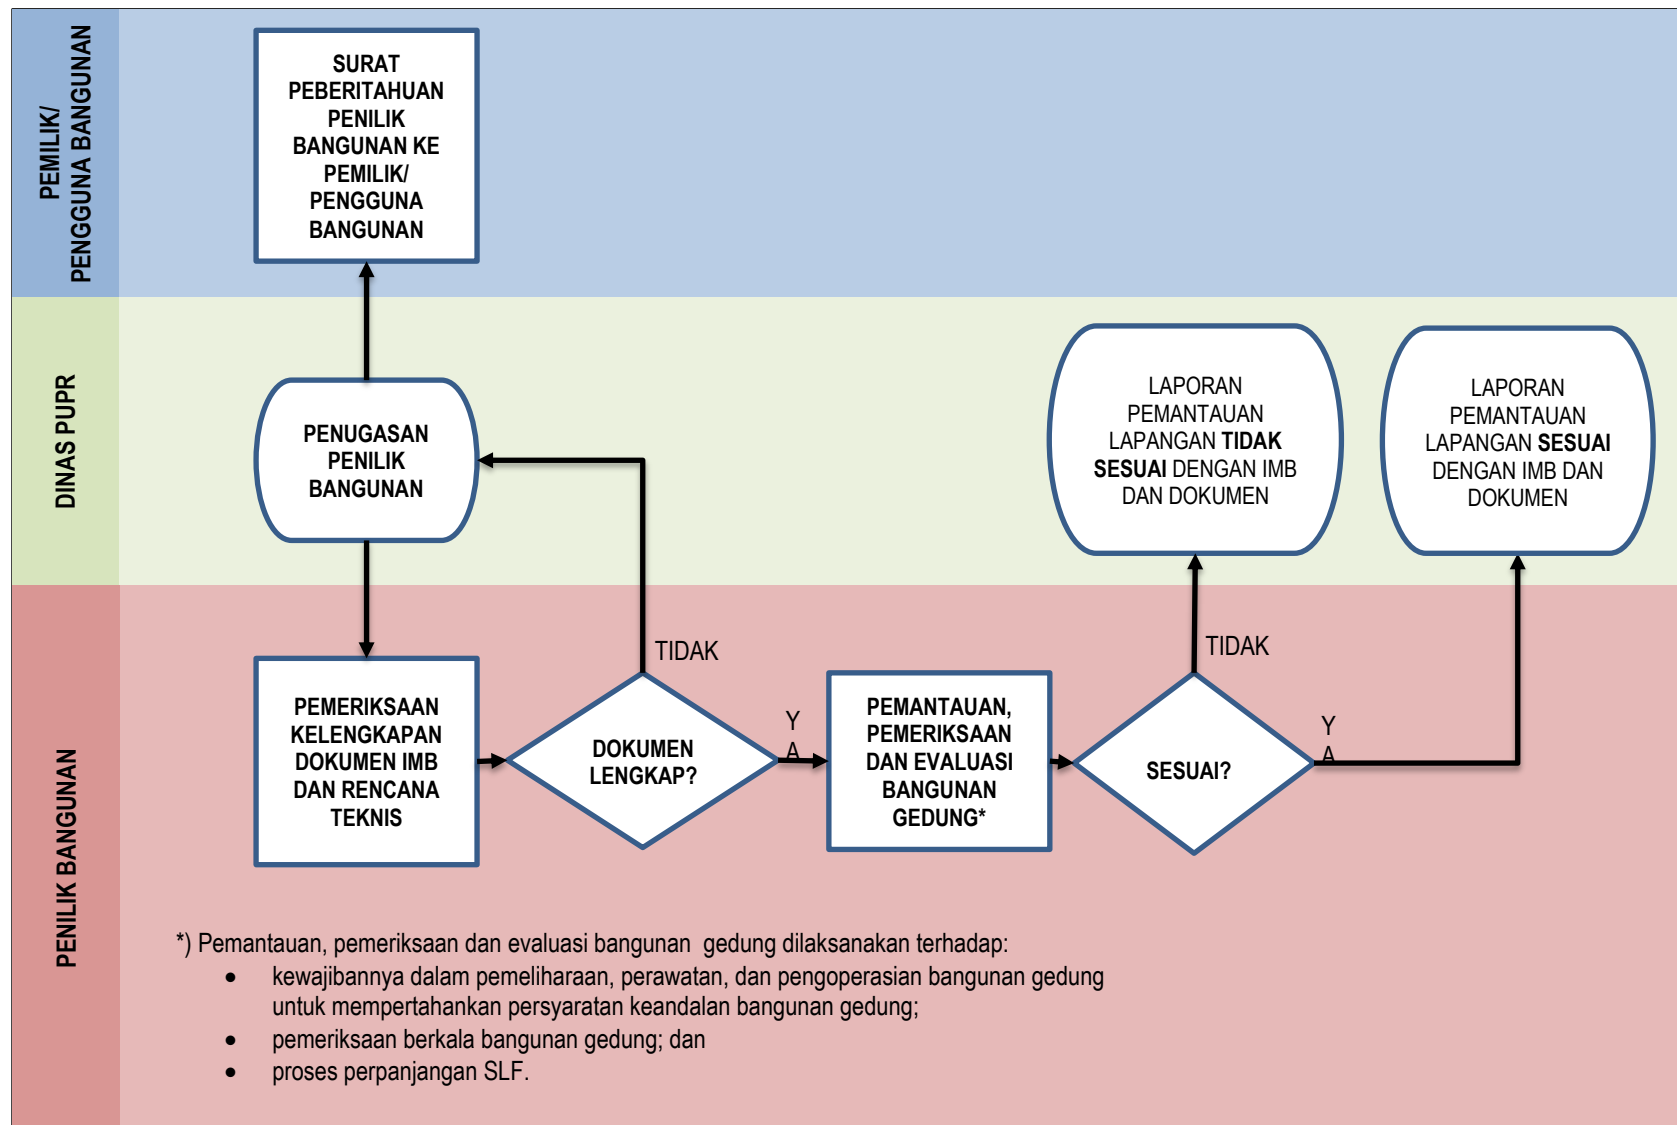 PEMILIK/
PENGGUNA BANGUNAN
SURAT
PEBERITAHUAN
PENILIK
BANGUNAN KE
PEMILIK/
PENGGUNA
BANGUNAN
DINAS PUPR
PENUGASAN
PENILIK
BANGUNAN
LAPORAN
PEMANTAUAN
LAPANGAN TIDAK
SESUAI DENGAN IMB
DAN DOKUMEN
LAPORAN
PEMANTAUAN
LAPANGAN SESUAI
DENGAN IMB DAN
DOKUMEN
PENILIK BANGUNAN
PEMERIKSAAN
KELENGKAPAN
DOKUMEN IMB
DAN RENCANA
TEKNIS
DOKUMEN
LENGKAP?
TIDAK
Y
A
PEMANTAUAN,
PEMERIKSAAN
DAN EVALUASI
BANGUNAN
GEDUNG*
SESUAI?
TIDAK
Y
A
*) Pemantauan, pemeriksaan dan evaluasi bangunan  gedung dilaksanakan terhadap:
• kewajibannya dalam pemeliharaan, perawatan, dan pengoperasian bangunan gedung
untuk mempertahankan persyaratan keandalan bangunan gedung;
• pemeriksaan berkala bangunan gedung; dan
• proses perpanjangan SLF.